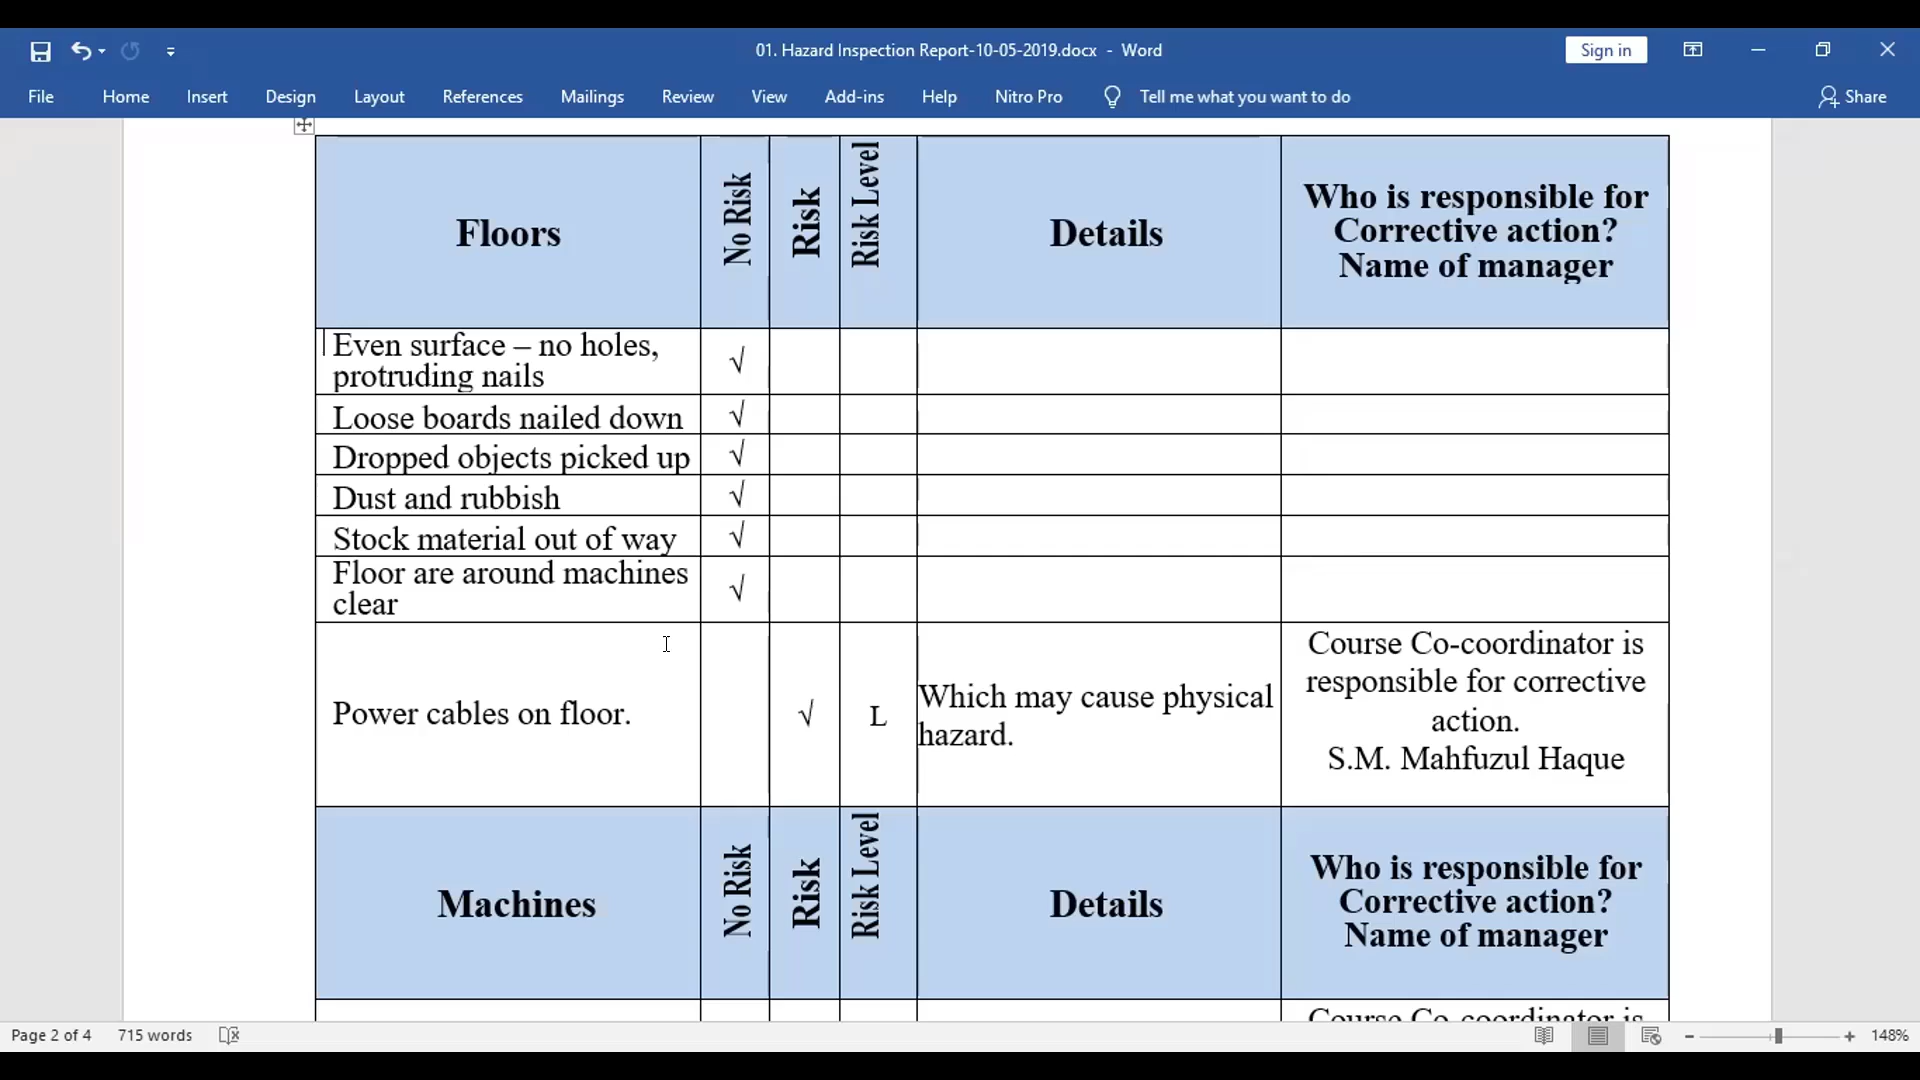 01. Hazard Inspection Report-10-05-2019.docx - Word
Sign in
File Home Insert Design Layout References Mailings Review View Add-ins Help Nitro Pro Tell me what you want to do Share
Floors
No Risk
Risk
Risk Level
Details
Who is responsible for
Corrective action?
Name of manager
Even surface – no holes,
protruding nails
√
Loose boards nailed down √
Dropped objects picked up √
Dust and rubbish √
Stock material out of way √
Floor are around machines
clear
√
Power cables on floor.
√
L
Which may cause physical
hazard.
Course Co-coordinator is
responsible for corrective
action.
S.M. Mahfuzul Haque
Machines
No Risk
Risk
Risk Level
Details
Who is responsible for
Corrective action?
Name of manager
Course Co-coordinator is
Page 2 of 4 715 words 148%